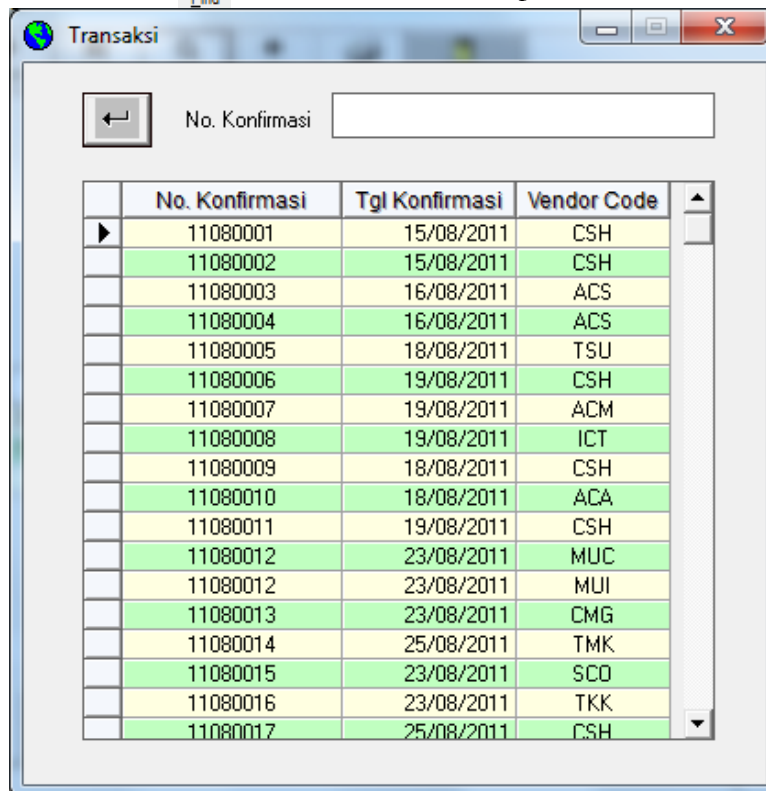 Find
Transaksi
No. Konfirmasi
No. Konfirmasi Tgl Konfirmasi Vendor Code
11080001 15/08/2011 CSH
11080002 15/08/2011 CSH
11080003 16/08/2011 ACS
11080004 16/08/2011 ACS
11080005 18/08/2011 TSU
11080006 19/08/2011 CSH
11080007 19/08/2011 ACM
11080008 19/08/2011 ICT
11080009 18/08/2011 CSH
11080010 18/08/2011 ACA
11080011 19/08/2011 CSH
11080012 23/08/2011 MUC
11080012 23/08/2011 MUI
11080013 23/08/2011 CMG
11080014 25/08/2011 TMK
11080015 23/08/2011 SCO
11080016 23/08/2011 TKK
11080017 25/08/2011 CSH